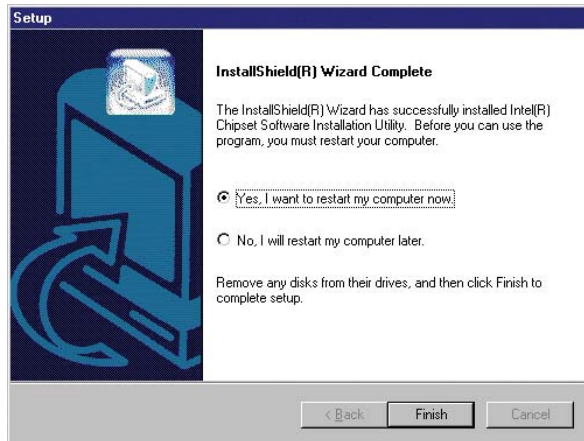 Setup
InstallShield(R) Wizard Complete
The InstallShield(R) Wizard has successfully installed Intel(R)
Chipset Software Installation Utility. Before you can use the
program, you must restart your computer.
Yes, I want to restart my computer now.
No, I will restart my computer later.
Remove any disks from their drives, and then click Finish to
complete setup.
< Back
Finish
Cancel